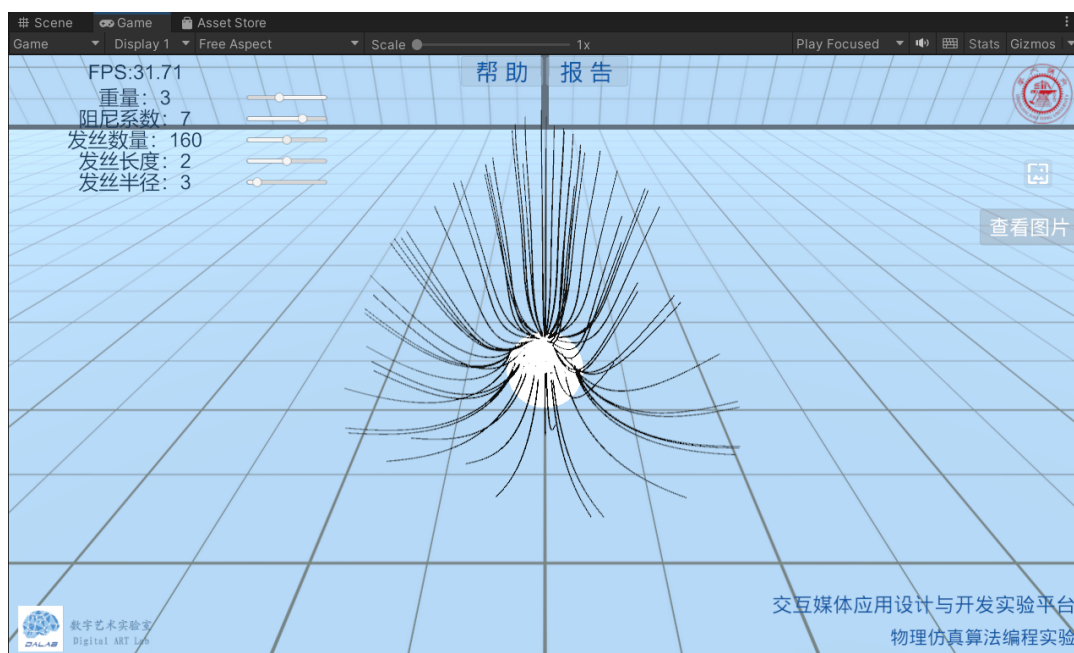 Scene Game Asset Store
Game Display 1 Free Aspect Scale 1x Play Focused Stats Gizmos
FPS:31.71
重量：3
阻尼系数：7
发丝数量：160
发丝长度：2
发丝半径：3
帮助 报告
查看图片
交互媒体应用设计与开发实验平台
物理仿真算法编程实验
数字艺术实验室
Digital ART Lab
DALAB